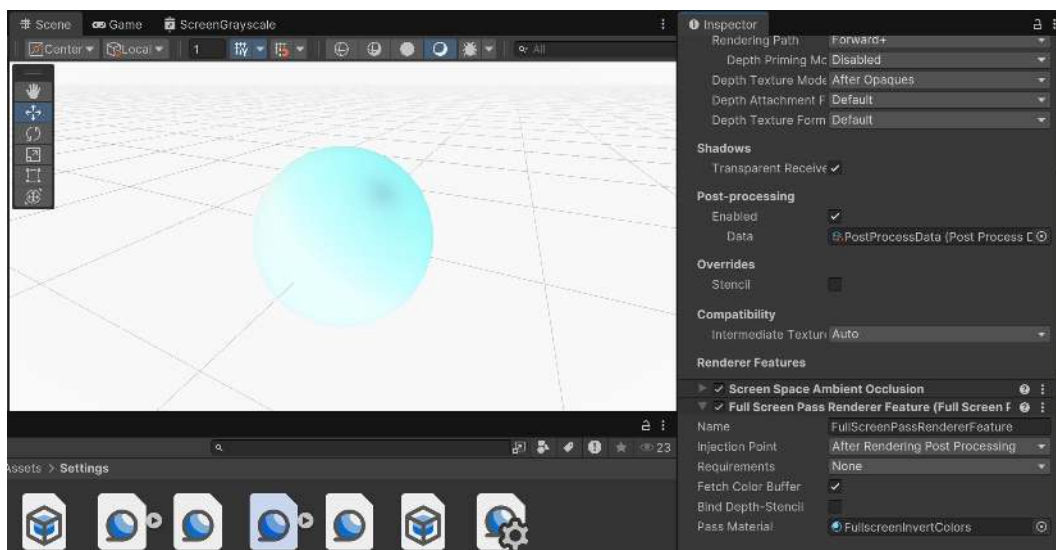 Scene Game ScreenGrayscale
Center Local 1 All
Inspector
Rendering Path Forward+
Depth Priming Mc Disabled
Depth Texture Mode After Opaques
Depth Attachment F Default
Depth Texture Form Default
Shadows
Transparent Receive
Post-processing
Enabled
Data PostProcessData (Post Process D
Overrides
Stencil
Compatibility
Intermediate Textur Auto
Renderer Features
Screen Space Ambient Occlusion
Full Screen Pass Renderer Feature (Full Screen F
Name FullScreenPassRendererFeature
Injection Point After Rendering Post Processing
Requirements None
Fetch Color Buffer
Bind Depth-Stencil
Pass Material FullscreenInvertColors
23
Assets > Settings